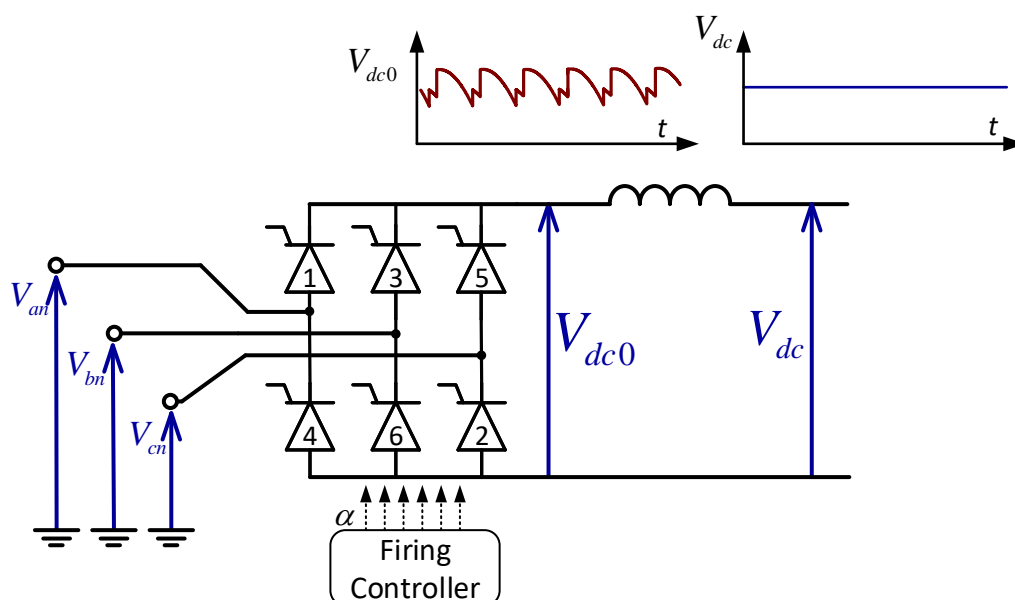 V_dc
V_dc0
t
t
1
3
5
V_an
V_bn
V_cn
V_dc0
V_dc
4
6
2
α
Firing
Controller